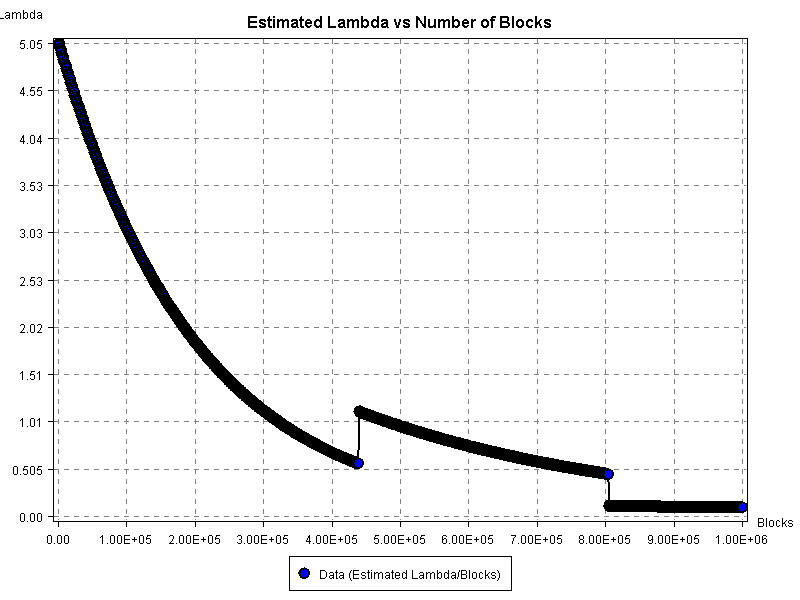 Estimated Lambda vs Number of Blocks
Lambda
5.05
4.55
4.04
3.53
3.03
2.53
2.02
1.51
1.01
0.505
0.00
0.00 1.00E+05 2.00E+05 3.00E+05 4.00E+05 5.00E+05 6.00E+05 7.00E+05 8.00E+05 9.00E+05 1.00E+06
Blocks
Data (Estimated Lambda/Blocks)